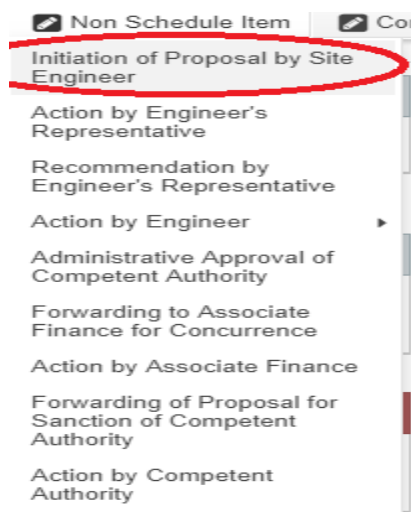 Non Schedule Item
Co
Initiation of Proposal by Site
Engineer
Action by Engineer's
Representative
Recommendation by
Engineer's Representative
Action by Engineer
Administrative Approval of
Competent Authority
Forwarding to Associate
Finance for Concurrence
Action by Associate Finance
Forwarding of Proposal for
Sanction of Competent
Authority
Action by Competent
Authority